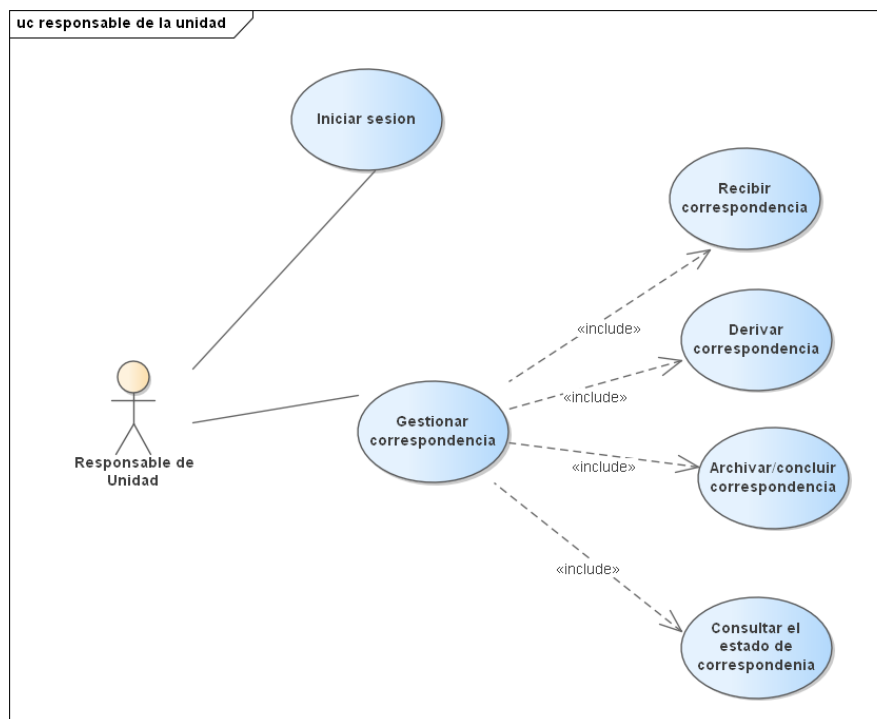 uc responsable de la unidad
Iniciar sesion
Recibir
correspondencia
«include»
Derivar
correspondencia
«include»
Gestionar
correspondencia
Responsable de
Unidad
«include»
Archivar/concluir
correspondencia
«include»
Consultar el
estado de
correspondenia